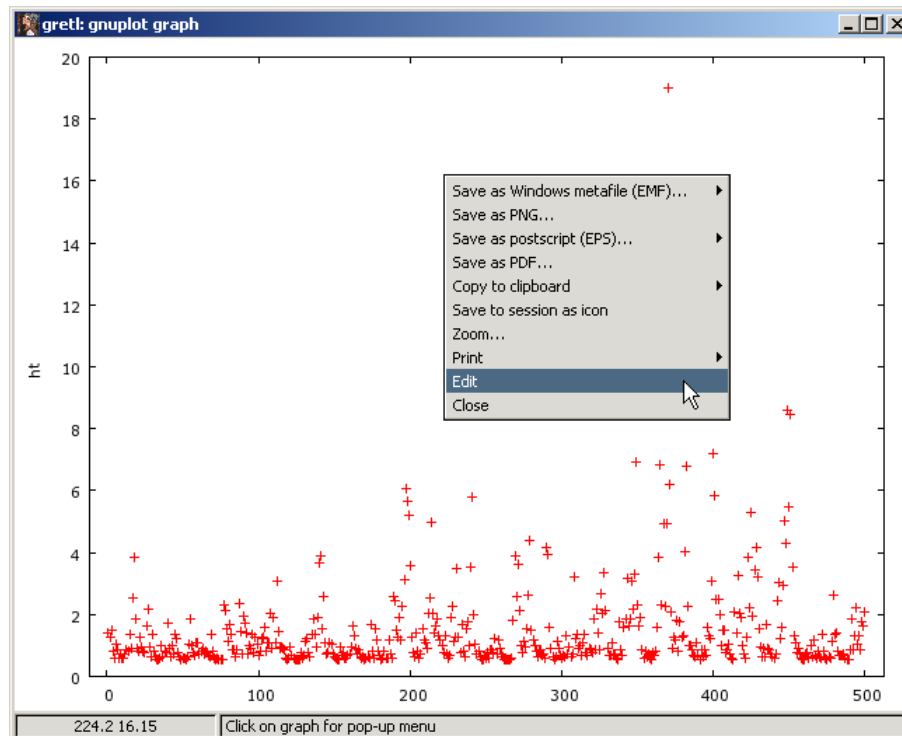 gretl: gnuplot graph
20
18
16
14
12
10
8
6
4
2
0
ht
0 100 200 300 400 500
Save as Windows metafile (EMF)...
Save as PNG...
Save as postscript (EPS)...
Save as PDF...
Copy to clipboard
Save to session as icon
Zoom...
Print
Edit
Close
224.2 16.15 Click on graph for pop-up menu